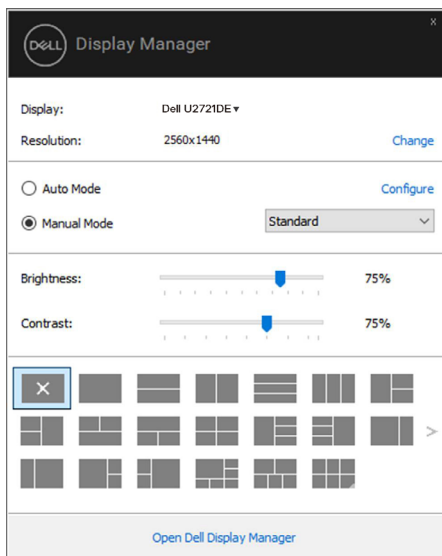 x
DELL Display Manager
Display: Dell U2721DE
Resolution: 2560x1440 Change
Auto Mode Configure
Manual Mode Standard
Brightness: 75%
Contrast: 75%
Open Dell Display Manager